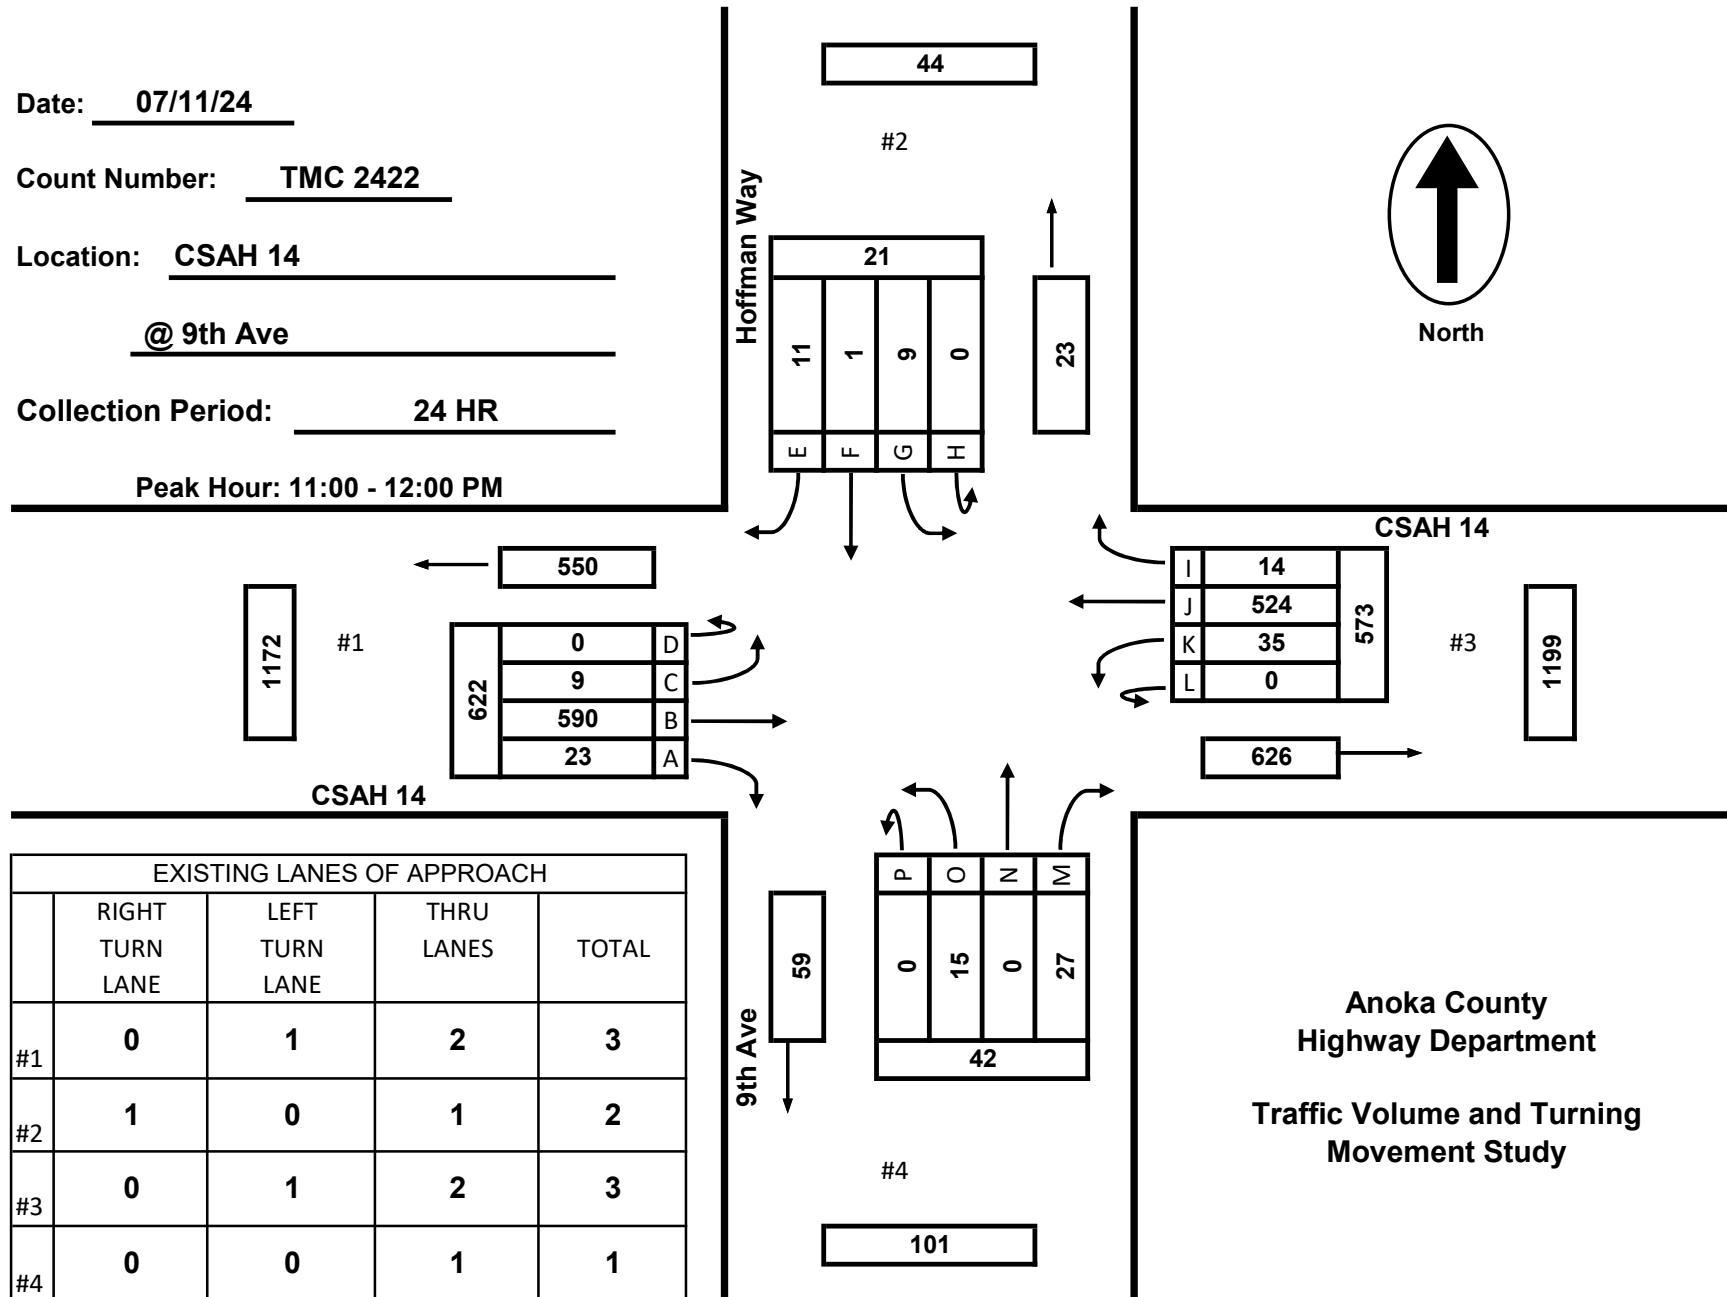 Date: 07/11/24
Count Number: TMC 2422
Location: CSAH 14
@ 9th Ave
Collection Period: 24 HR
Peak Hour: 11:00 - 12:00 PM
44
#2
Hoffman Way
21
11 1 9 0
E F G H
23
North
CSAH 14
550
1172
#1
622
0 D
9 C
590 B
23 A
CSAH 14
I 14
J 524
K 35
L 0
573
#3
1199
626
P O N M
0 15 0 27
42
59
9th Ave
#4
101
EXISTING LANES OF APPROACH
RIGHT TURN LANE
LEFT TURN LANE
THRU LANES
TOTAL
#1 0 1 2 3
#2 1 0 1 2
#3 0 1 2 3
#4 0 0 1 1
Anoka County
Highway Department
Traffic Volume and Turning
Movement Study